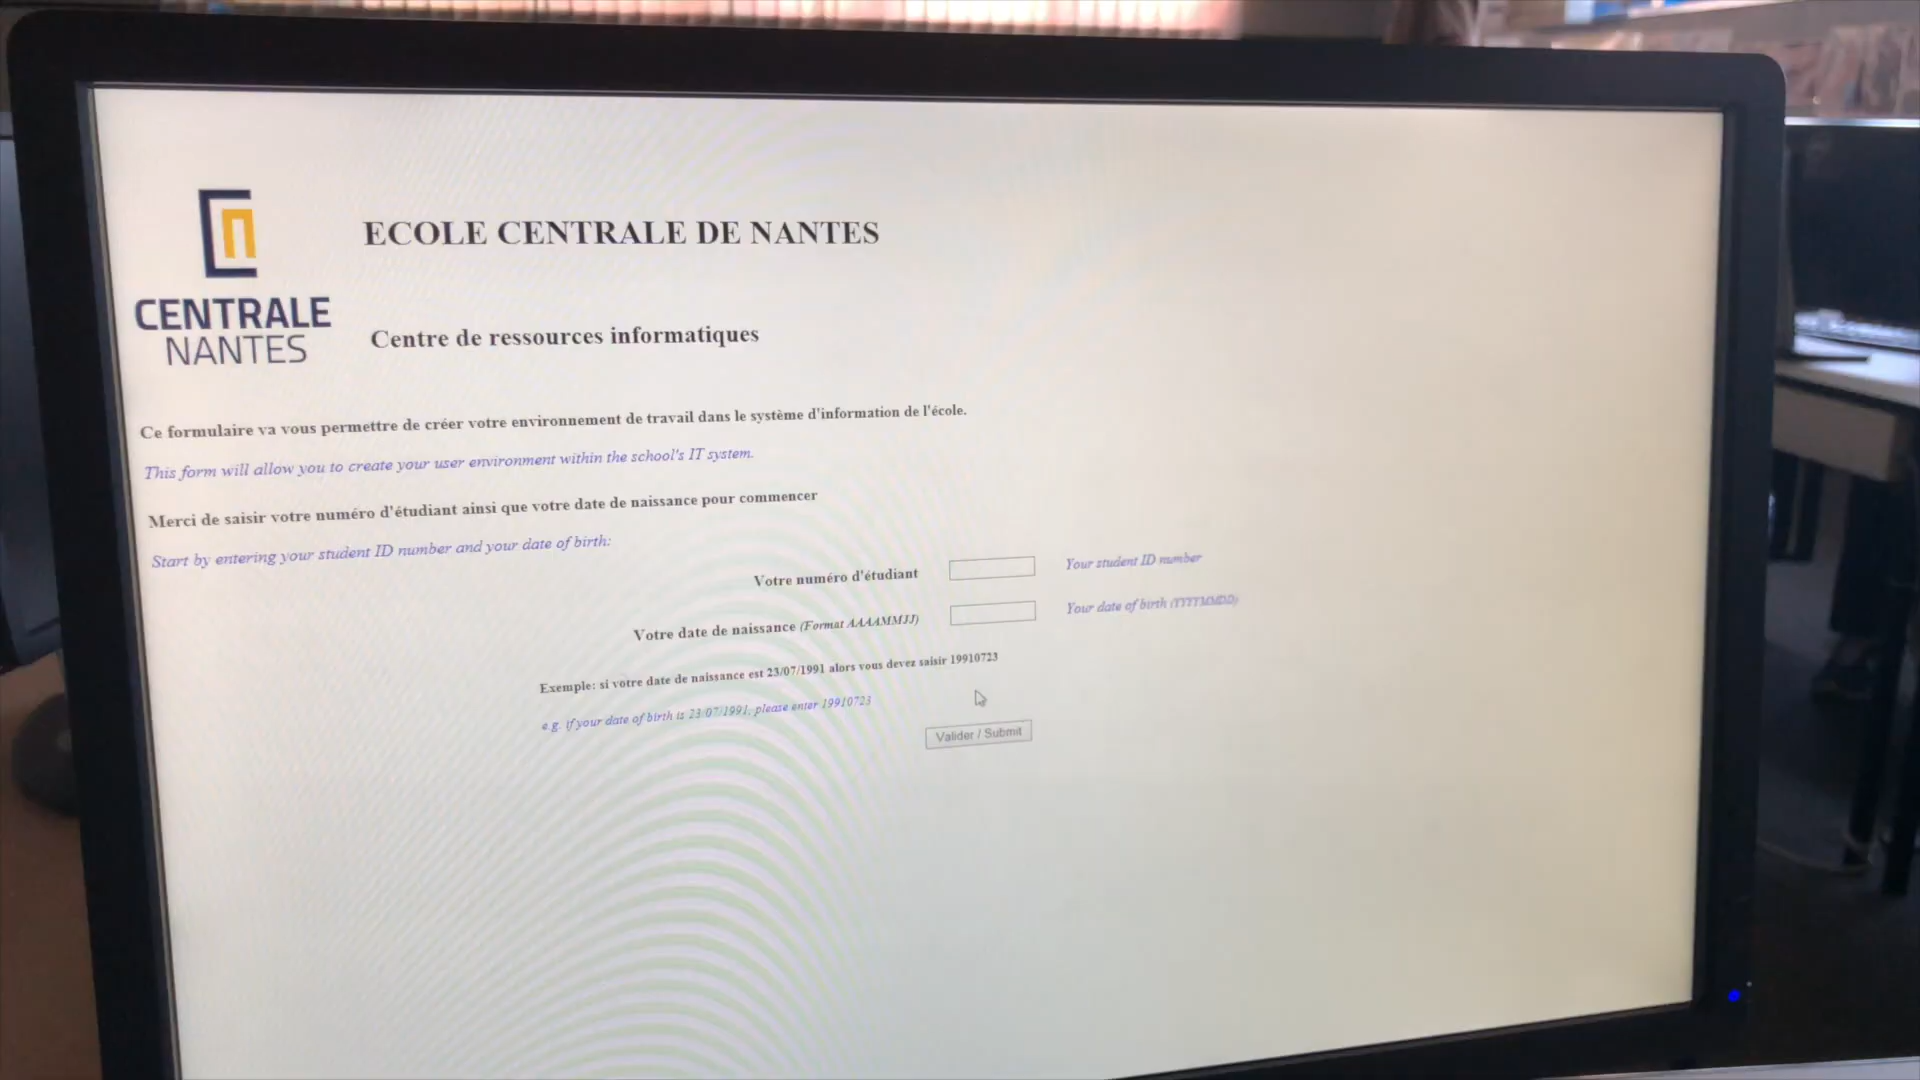 ECOLE CENTRALE DE NANTES
CENTRALE
NANTES
Centre de ressources informatiques
Ce formulaire va vous permettre de créer votre environnement de travail dans le système d'information de l'école.
This form will allow you to create your user environment within the school's IT system.
Merci de saisir votre numéro d'étudiant ainsi que votre date de naissance pour commencer
Start by entering your student ID number and your date of birth:
Votre numéro d'étudiant Your student ID number
Votre date de naissance (Format AAAAMMJJ) Your date of birth (YYYYMMDD)
Exemple: si votre date de naissance est 23/07/1991 alors vous devez saisir 19910723
e.g. if your date of birth is 23/07/1991, please enter 19910723
Valider / Submit